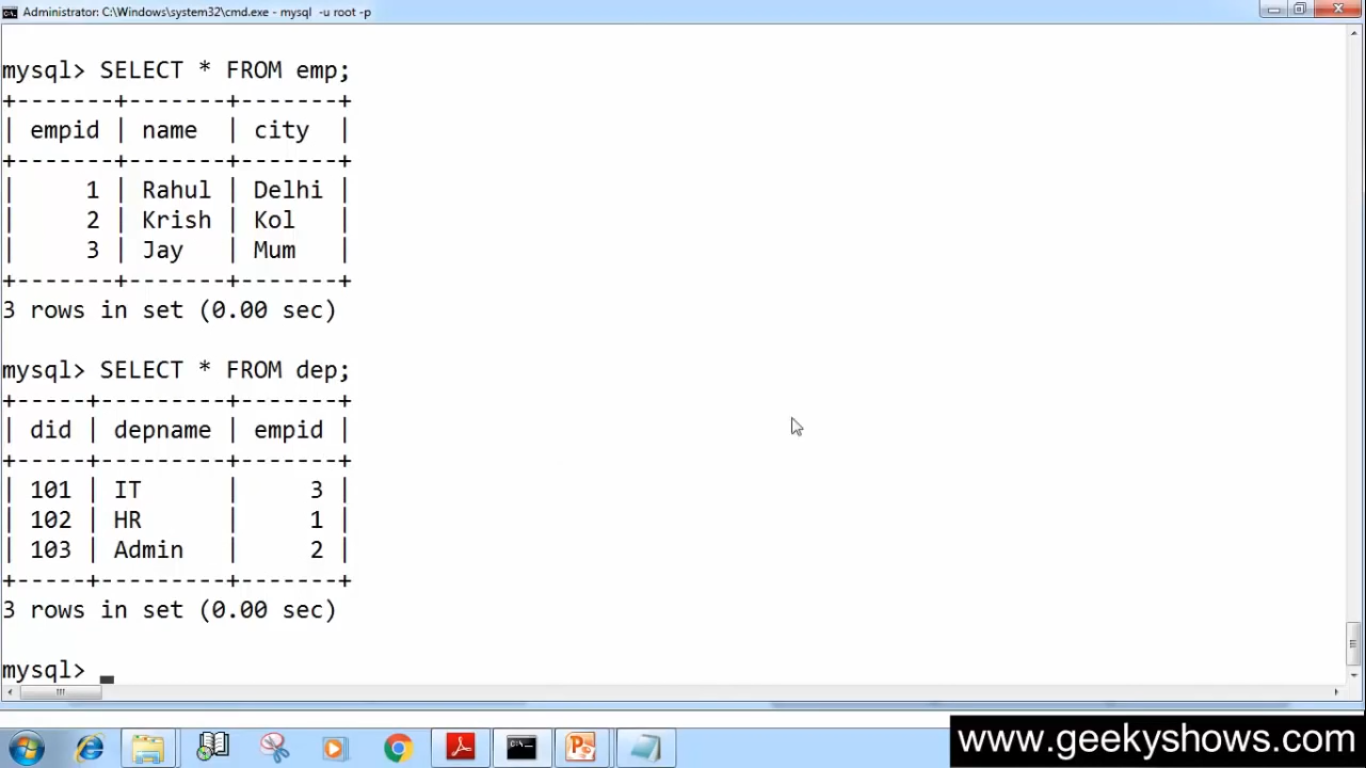 Administrator: C:\Windows\system32\cmd.exe - mysql  -u root -p
mysql> SELECT * FROM emp;
+-------+-------+-------+
| empid | name  | city  |
+-------+-------+-------+
|     1 | Rahul | Delhi |
|     2 | Krish | Kol   |
|     3 | Jay   | Mum   |
+-------+-------+-------+
3 rows in set (0.00 sec)
mysql> SELECT * FROM dep;
+-----+---------+-------+
| did | depname | empid |
+-----+---------+-------+
| 101 | IT      |     3 |
| 102 | HR      |     1 |
| 103 | Admin   |     2 |
+-----+---------+-------+
3 rows in set (0.00 sec)
mysql>
www.geekyshows.com